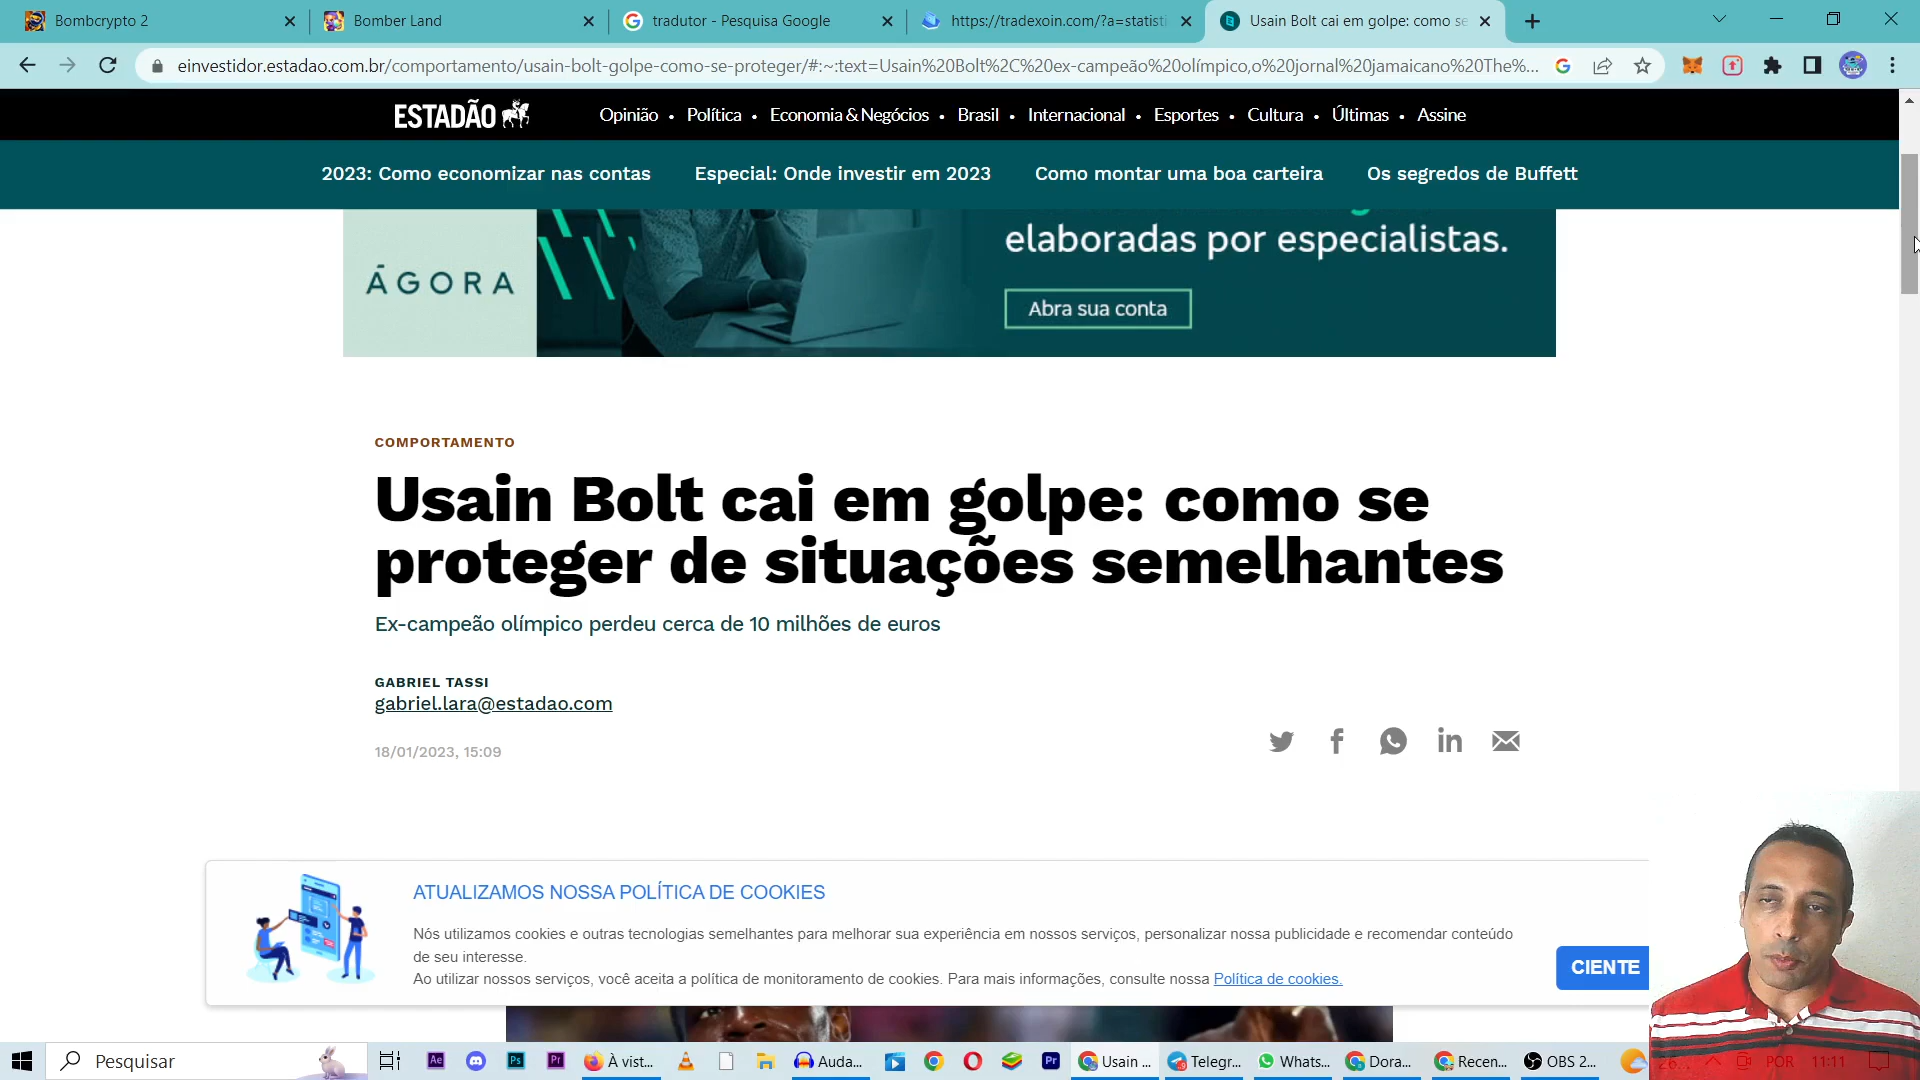 Bombcrypto 2
Bomber Land
tradutor - Pesquisa Google
https://tradexoin.com/?a=statisti
Usain Bolt cai em golpe: como se
einvestidor.estadao.com.br/comportamento/usain-bolt-golpe-como-se-proteger/#:~:text=Usain%20Bolt%2C%20ex-campeão%20olímpico,o%20jornal%20jamaicano%20The%...
ESTADÃO
Opinião • Política • Economia & Negócios • Brasil • Internacional • Esportes • Cultura • Últimas • Assine
2023: Como economizar nas contas Especial: Onde investir em 2023 Como montar uma boa carteira Os segredos de Buffett
elaboradas por especialistas.
ÁGORA
Abra sua conta
COMPORTAMENTO
Usain Bolt cai em golpe: como se
proteger de situações semelhantes
Ex-campeão olímpico perdeu cerca de 10 milhões de euros
GABRIEL TASSI
gabriel.lara@estadao.com
18/01/2023, 15:09
ATUALIZAMOS NOSSA POLÍTICA DE COOKIES
Nós utilizamos cookies e outras tecnologias semelhantes para melhorar sua experiência em nossos serviços, personalizar nossa publicidade e recomendar conteúdo
de seu interesse.
Ao utilizar nossos serviços, você aceita a política de monitoramento de cookies. Para mais informações, consulte nossa Política de cookies.
CIENTE
Pesquisar
Ae
Ps
Pr
À vist...
Auda...
Pr
Usain ...
Telegr...
Whats...
Dora...
Recen...
OBS 2...
26...
POR
11:11